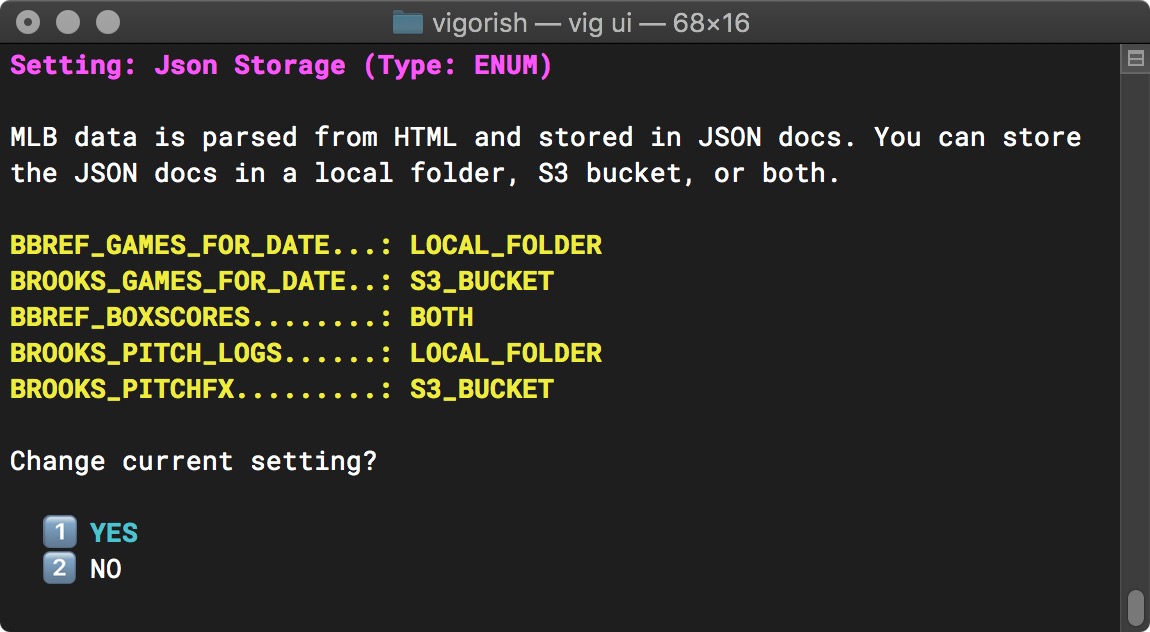 vigorish — vig ui — 68×16
Setting: Json Storage (Type: ENUM)
MLB data is parsed from HTML and stored in JSON docs. You can store
the JSON docs in a local folder, S3 bucket, or both.
BBREF_GAMES_FOR_DATE...: LOCAL_FOLDER
BROOKS_GAMES_FOR_DATE..: S3_BUCKET
BBREF_BOXSCORES........: BOTH
BROOKS_PITCH_LOGS......: LOCAL_FOLDER
BROOKS_PITCHFX.........: S3_BUCKET
Change current setting?
1 YES
2 NO